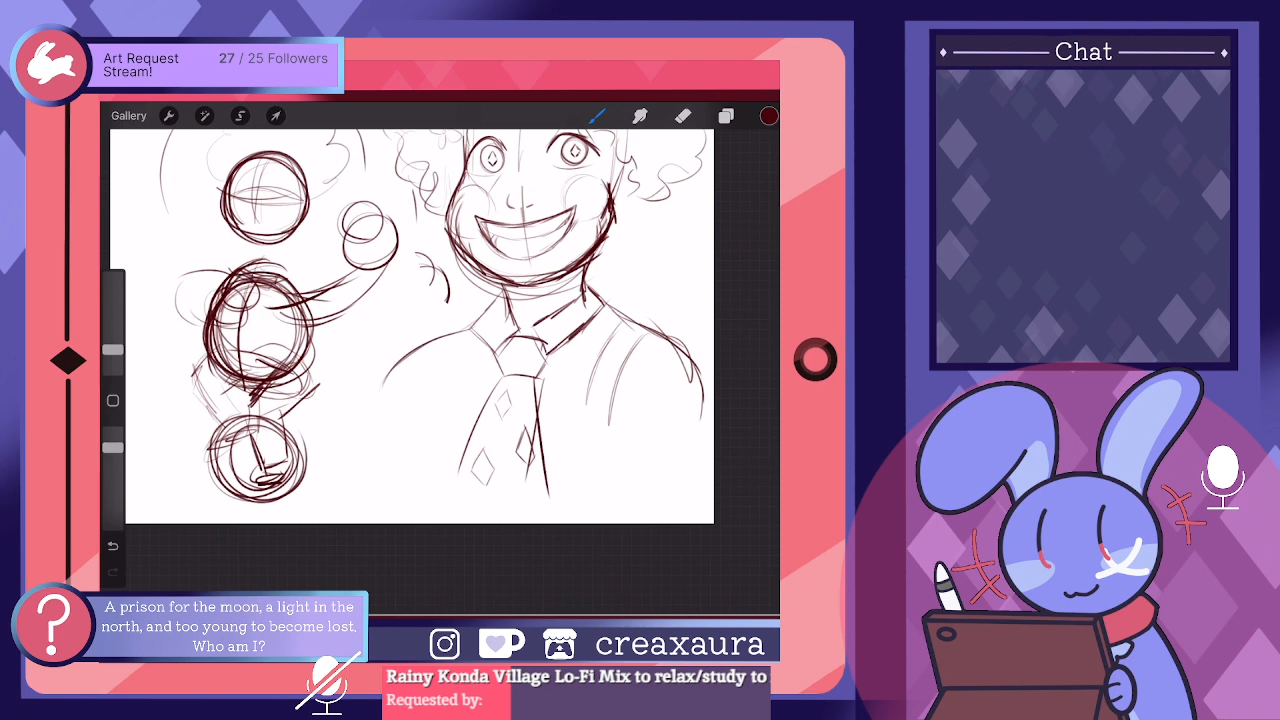 Art Request
Stream!
27 / 25 Followers
Chat
Gallery
A prison for the moon, a light in the
north, and too young to become lost.
Who am I?
creaxaura
Rainy Konda Village Lo-Fi Mix to relax/study to
Requested by: